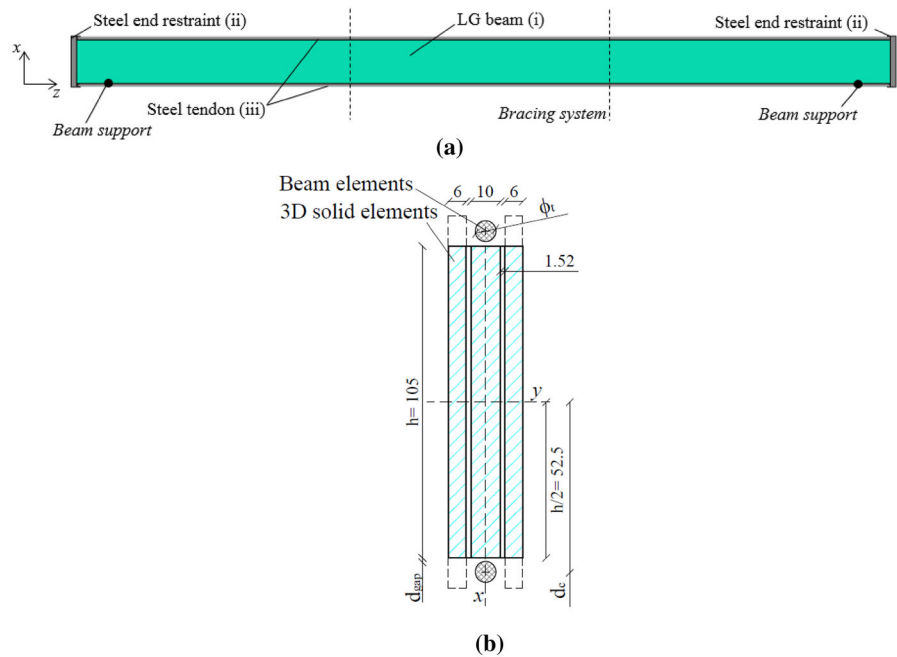 Steel end restraint (ii)
LG beam (i)
Steel end restraint (ii)
x
z
Steel tendon (iii)
Beam support
Bracing system
Beam support
(a)
Beam elements
3D solid elements
6 10 6
ϕt
1.52
h= 105
y
h/2= 52.5
dgap
x
dc
(b)